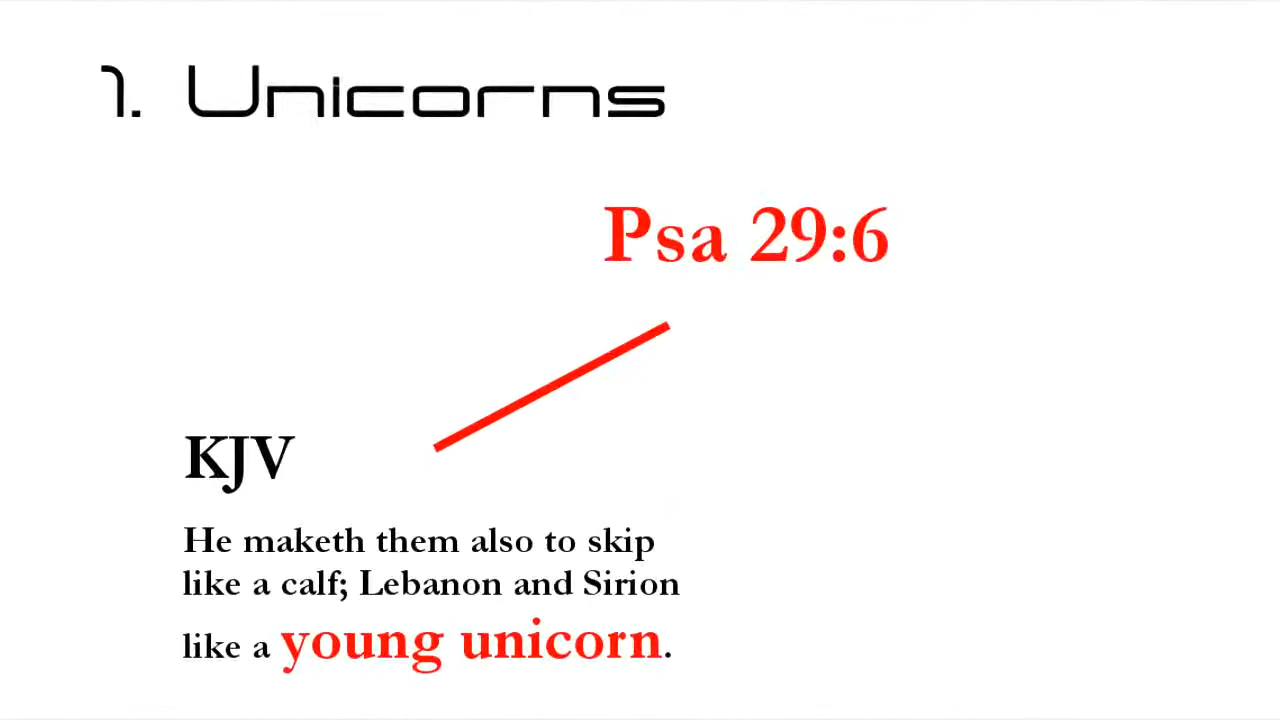 1. Unicorns
Psa 29:6
KJV
He maketh them also to skip
like a calf; Lebanon and Sirion
like a young unicorn.